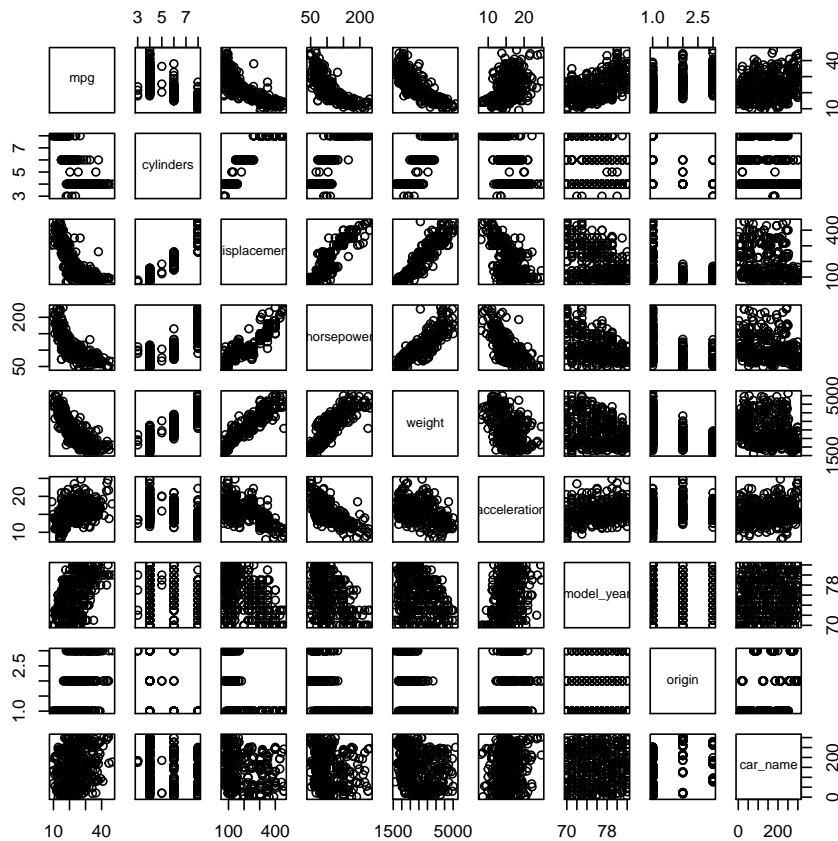 3 5 7
50 200
10 20
1.0 2.5
mpg
10 40
3 5 7
cylinders
isplacemen
100 400
50 200
horsepower
weight
1500 5000
10 20
acceleration
model_year
70 78
1.0 2.5
origin
car_name
0 200
10 40
100 400
1500 5000
70 78
0 200